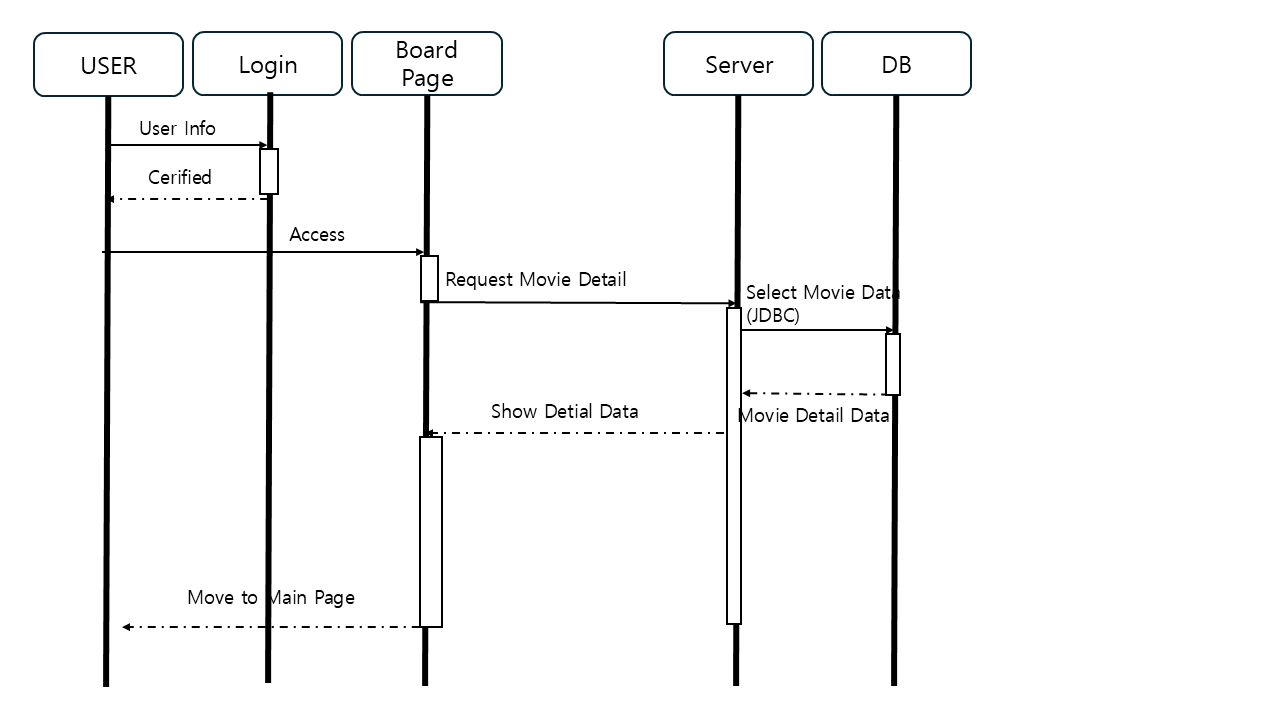 USER
Login
Board
Page
Server
DB
User Info
Cerified
Access
Request Movie Detail
Select Movie Data
(JDBC)
Show Detial Data
Movie Detail Data
Move to Main Page